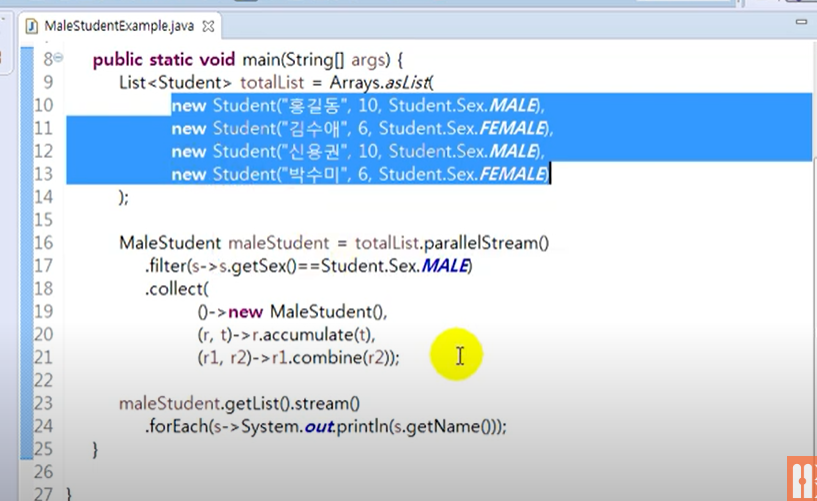 MaleStudentExample.java
8 public static void main(String[] args) {
9 List<Student> totalList = Arrays.asList(
10 new Student("홍길동", 10, Student.Sex.MALE),
11 new Student("김수애", 6, Student.Sex.FEMALE),
12 new Student("신용권", 10, Student.Sex.MALE),
13 new Student("박수미", 6, Student.Sex.FEMALE)
14 );
15
16 MaleStudent maleStudent = totalList.parallelStream()
17 .filter(s->s.getSex()==Student.Sex.MALE)
18 .collect(
19 ()->new MaleStudent(),
20 (r, t)->r.accumulate(t),
21 (r1, r2)->r1.combine(r2));
22
23 maleStudent.getList().stream()
24 .forEach(s->System.out.println(s.getName()));
25 }
26
27 }